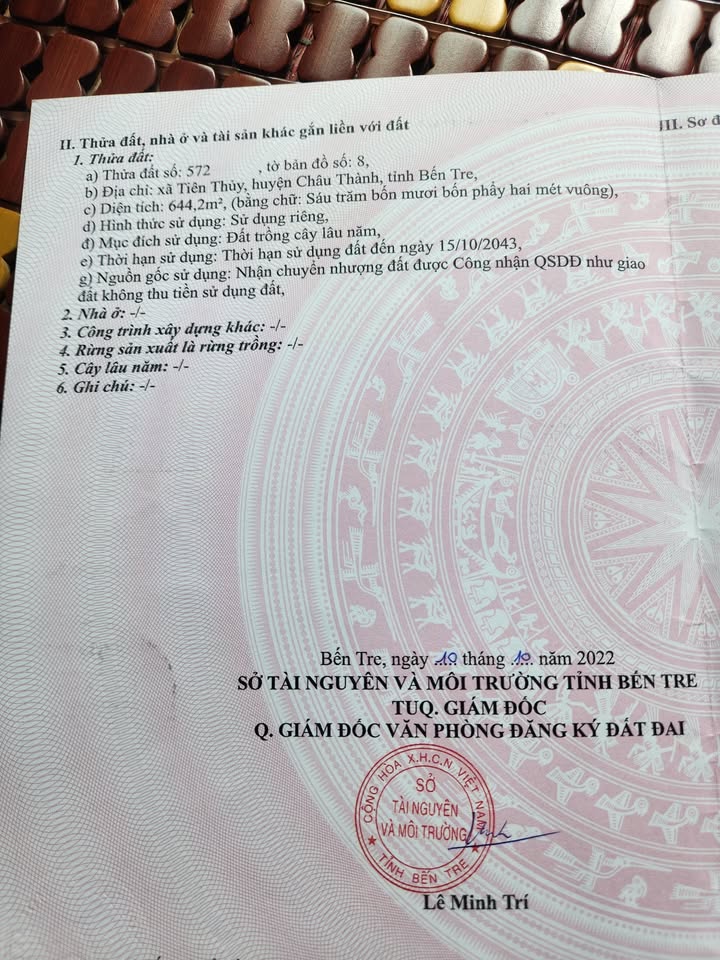 II. Thửa đất, nhà ở và tài sản khác gắn liền với đất
III. Sơ đ
1. Thửa đất:
a) Thửa đất số: 572 , tờ bản đồ số: 8,
b) Địa chỉ: xã Tiên Thủy, huyện Châu Thành, tỉnh Bến Tre,
c) Diện tích: 644,2m², (bằng chữ: Sáu trăm bốn mươi bốn phẩy hai mét vuông),
d) Hình thức sử dụng: Sử dụng riêng,
đ) Mục đích sử dụng: Đất trồng cây lâu năm,
e) Thời hạn sử dụng: Thời hạn sử dụng đất đến ngày 15/10/2043,
g) Nguồn gốc sử dụng: Nhận chuyển nhượng đất được Công nhận QSDĐ như giao
đất không thu tiền sử dụng đất,
2. Nhà ở: -/-
3. Công trình xây dựng khác: -/-
4. Rừng sản xuất là rừng trồng: -/-
5. Cây lâu năm: -/-
6. Ghi chú: -/-
Bến Tre, ngày 10 tháng 10 năm 2022
SỞ TÀI NGUYÊN VÀ MÔI TRƯỜNG TỈNH BẾN TRE
TUQ. GIÁM ĐỐC
Q. GIÁM ĐỐC VĂN PHÒNG ĐĂNG KÝ ĐẤT ĐAI
CỘNG HÒA X.H.C.N VIỆT NAM
SỞ
TÀI NGUYÊN
VÀ MÔI TRƯỜNG
TỈNH BẾN TRE
Lê Minh Trí